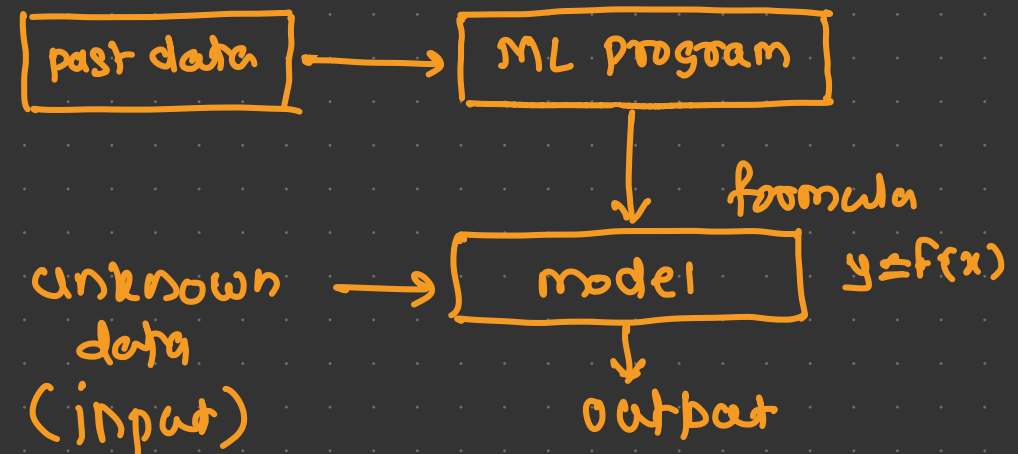 past data
ML program
formula
unknown
data
(input)
model
y=f(x)
output